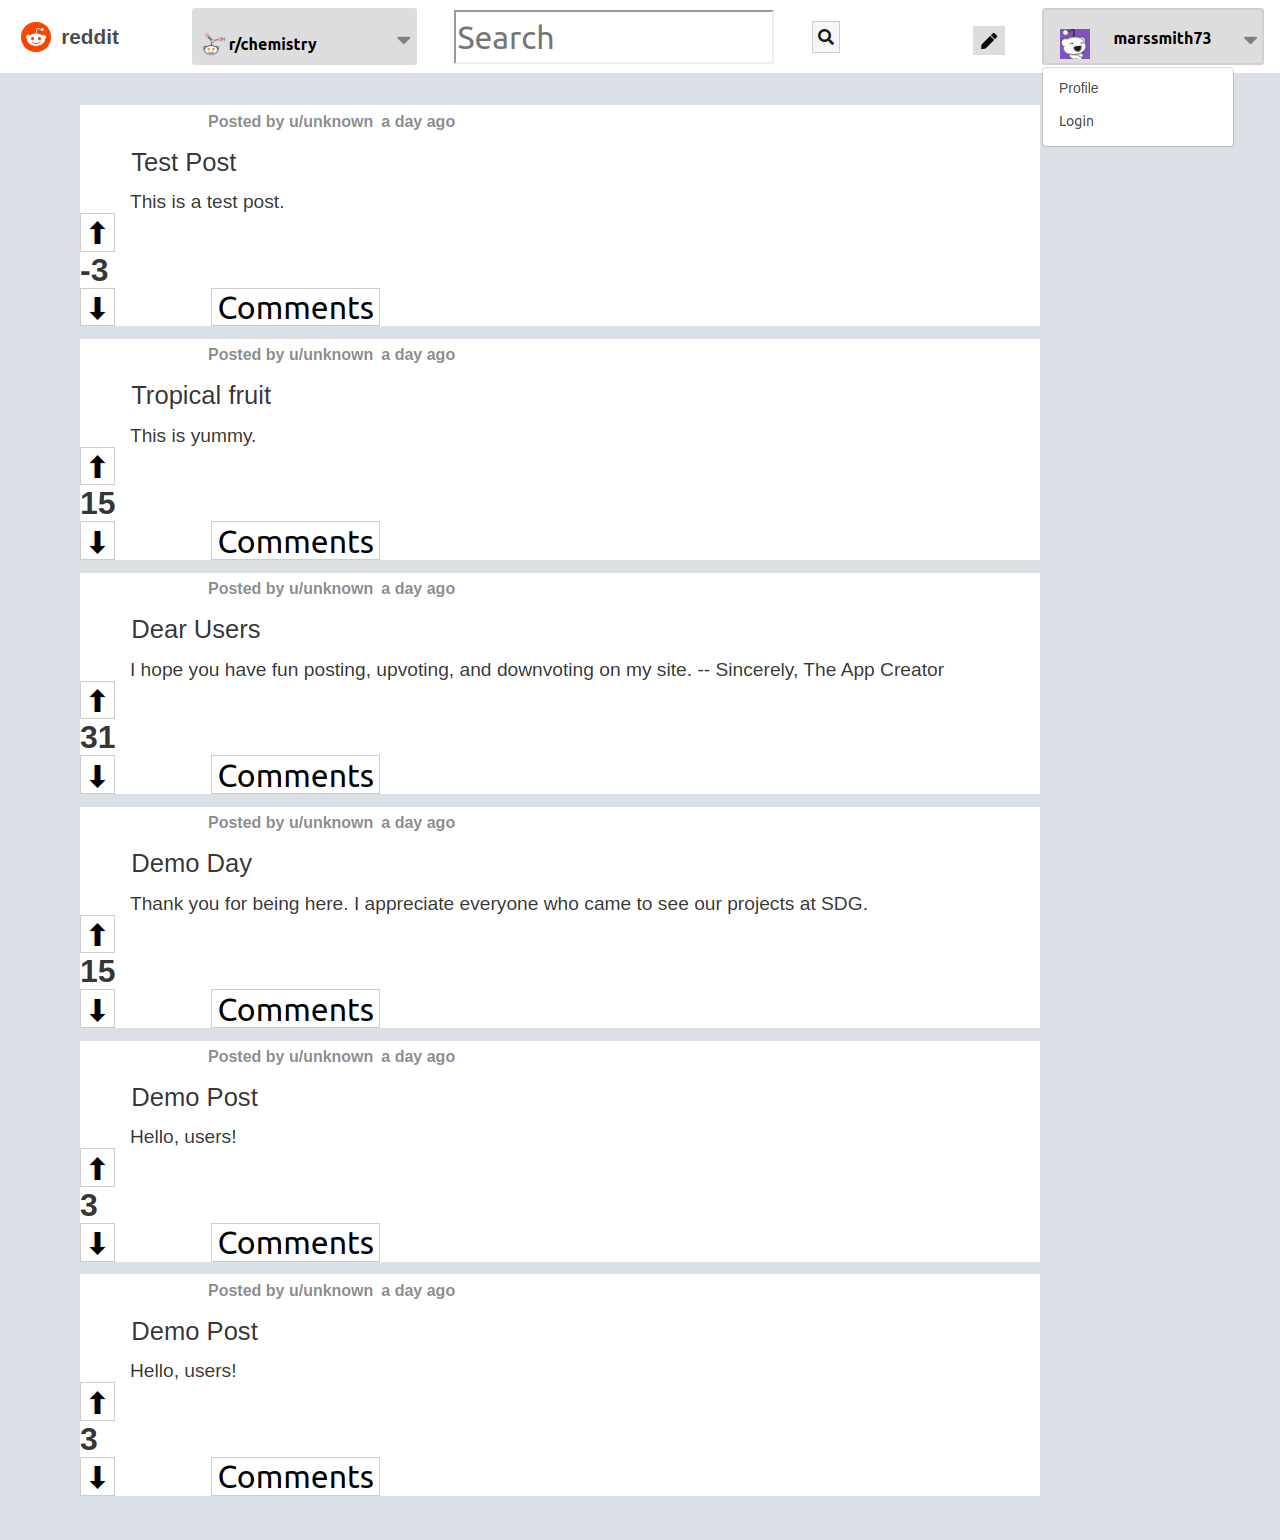 reddit
r/chemistry
Search
marssmith73
Profile
Login
Posted by u/unknown a day ago
Test Post
This is a test post.
-3
Comments
Posted by u/unknown a day ago
Tropical fruit
This is yummy.
15
Comments
Posted by u/unknown a day ago
Dear Users
I hope you have fun posting, upvoting, and downvoting on my site. -- Sincerely, The App Creator
31
Comments
Posted by u/unknown a day ago
Demo Day
Thank you for being here. I appreciate everyone who came to see our projects at SDG.
15
Comments
Posted by u/unknown a day ago
Demo Post
Hello, users!
3
Comments
Posted by u/unknown a day ago
Demo Post
Hello, users!
3
Comments